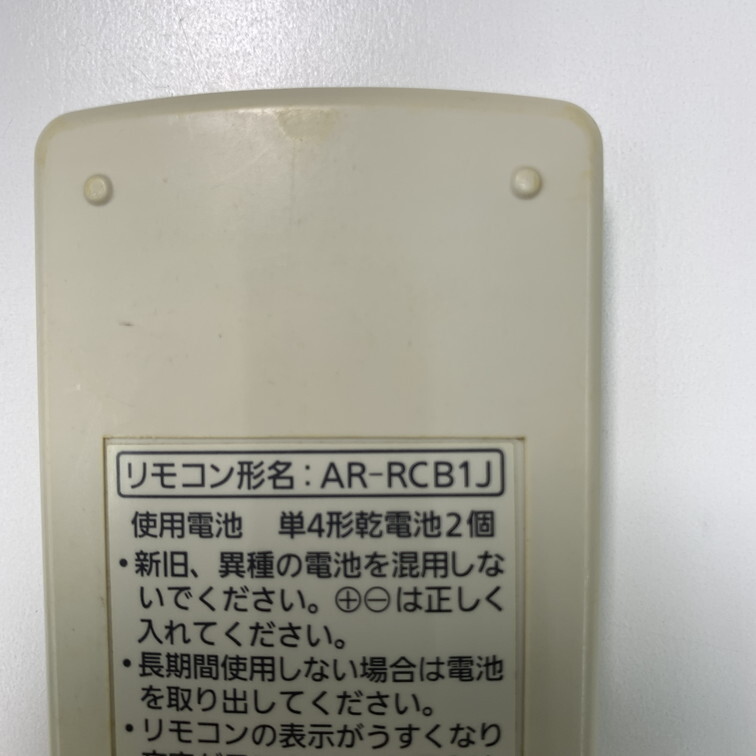 リモコン形名：AR-RCB1J
使用電池　単4形乾電池2個
・新旧、異種の電池を混用しな
いでください。⊕⊖は正しく
入れてください。
・長期間使用しない場合は電池
を取り出してください。
・リモコンの表示がうすくなり